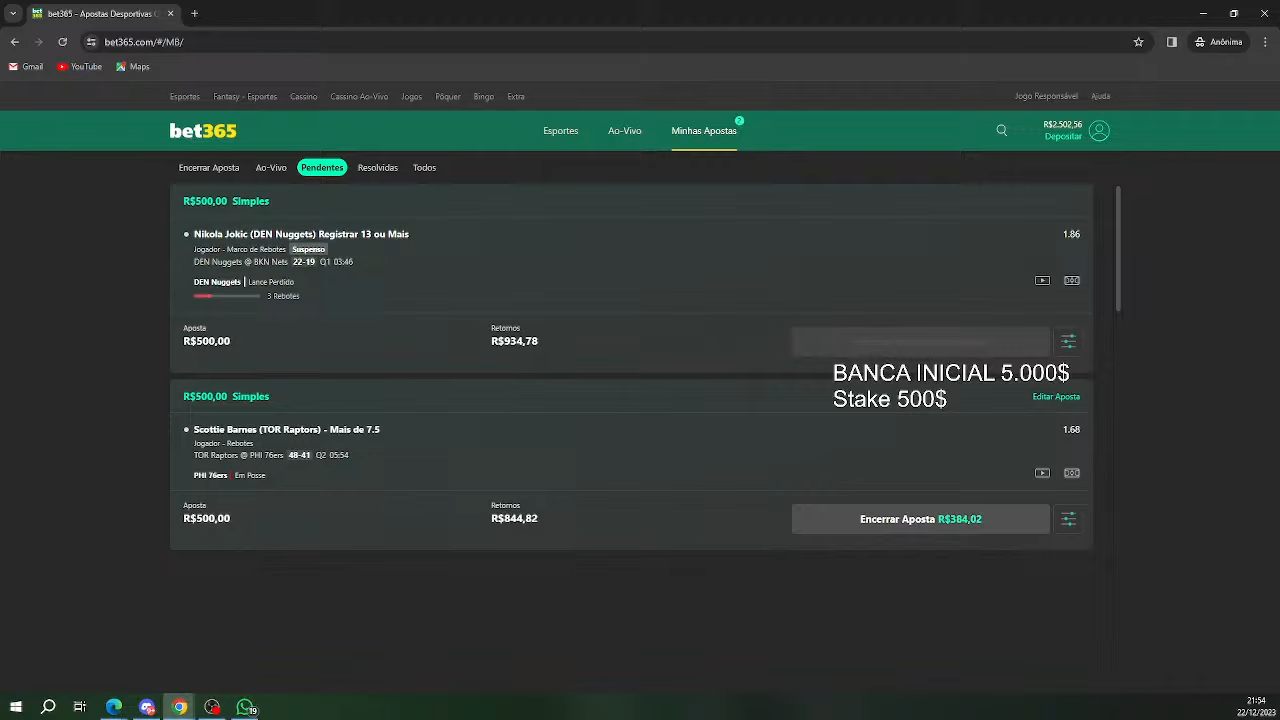 bet365 - Apostas Desportivas
bet365.com/#/MB/
Anônima
Gmail
YouTube
Maps
Esportes
Fantasy - Esportes
Cassino
Cassino Ao-Vivo
Jogos
Pôquer
Bingo
Extra
Jogo Responsável
Ajuda
bet365
Esportes
Ao-Vivo
Minhas Apostas
2
R$2.502,56
Depositar
Encerrar Aposta
Ao-Vivo
Pendentes
Resolvidas
Todos
R$500,00 Simples
Nikola Jokic (DEN Nuggets) Registrar 13 ou Mais
1.86
Jogador - Marco de Rebotes Suspenso
DEN Nuggets @ BKN Nets 22-19 Q1 03:46
DEN Nuggets Lance Perdido
3 Rebotes
Aposta
Retornos
R$500,00
R$934,78
BANCA INICIAL 5.000$
Stake 500$
R$500,00 Simples
Editar Aposta
Scottie Barnes (TOR Raptors) - Mais de 7.5
1.68
Jogador - Rebotes
TOR Raptors @ PHI 76ers 48-41 Q2 05:54
PHI 76ers Em Posse
Aposta
Retornos
R$500,00
R$844,82
Encerrar Aposta R$384,02
19
21:54
22/12/2023